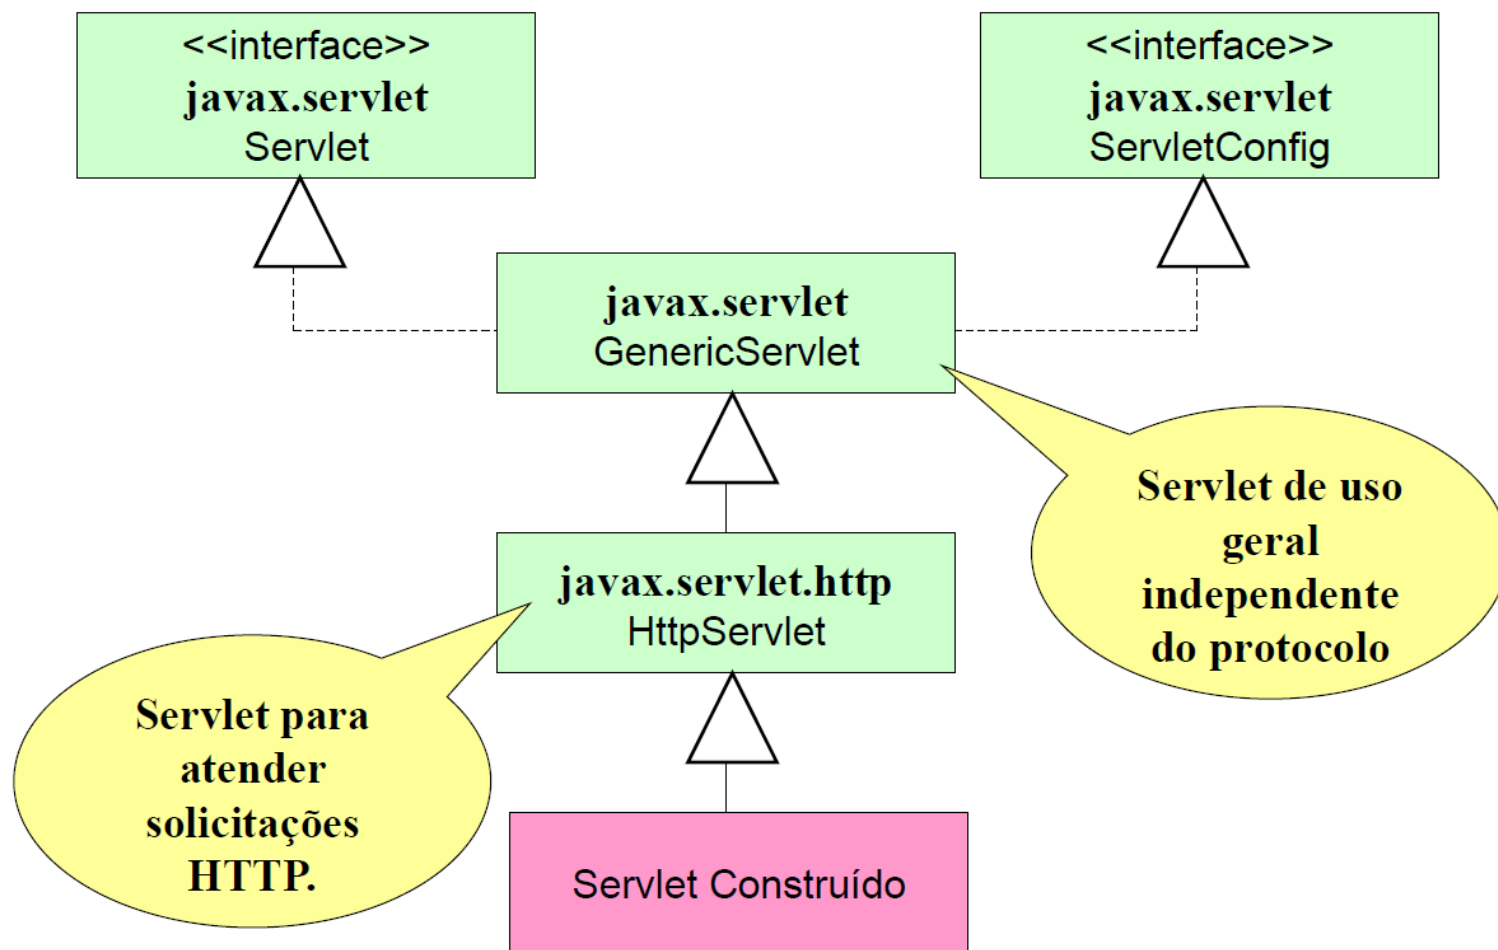 <<interface>>
javax.servlet
Servlet
<<interface>>
javax.servlet
ServletConfig
javax.servlet
GenericServlet
Servlet de uso
geral
independente
do protocolo
javax.servlet.http
HttpServlet
Servlet para
atender
solicitações
HTTP.
Servlet Construído